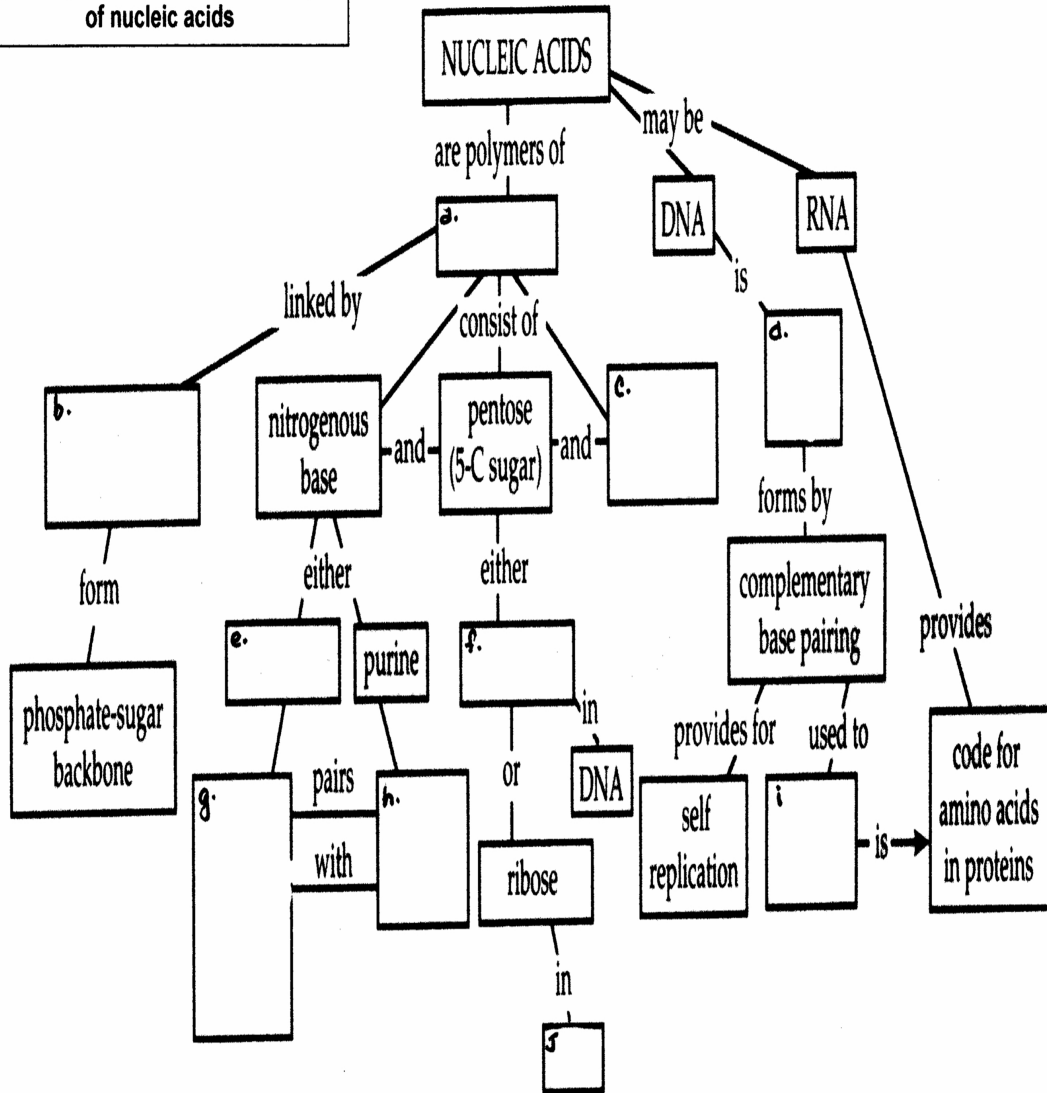 of nucleic acids
NUCLEIC ACIDS
may be
are polymers of
a.
DNA
RNA
is
linked by
consist of
d.
b.
nitrogenous
base
and
pentose
(5-C sugar)
and
c.
forms by
form
either
either
complementary
base pairing
provides
e.
purine
f.
phosphate-sugar
backbone
in
provides for
used to
pairs
or
DNA
code for
amino acids
in proteins
g.
h.
self
replication
i
is
with
ribose
in
J